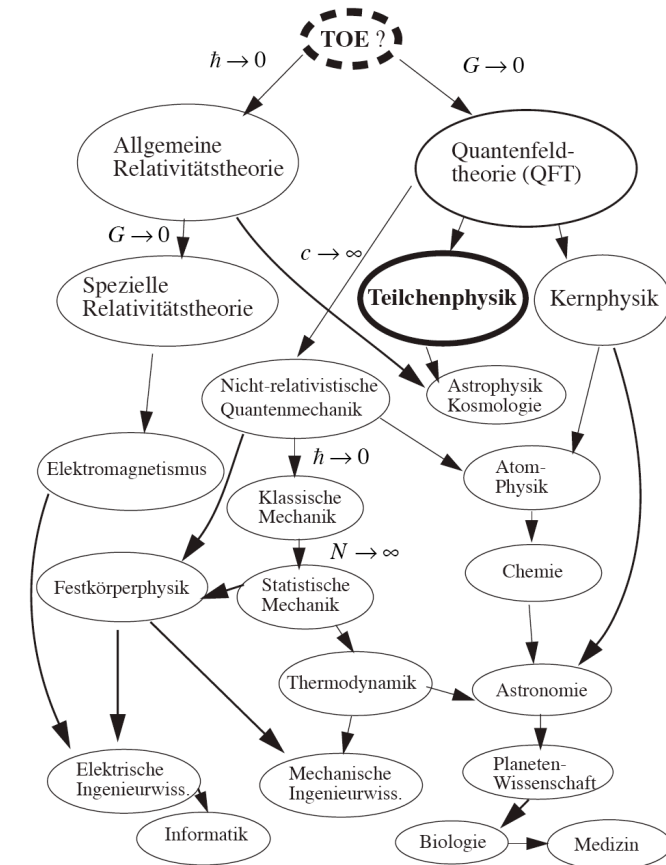 TOE ?
ħ → 0
G → 0
Allgemeine
Relativitätstheorie
Quantenfeld-
theorie (QFT)
G → 0
c → ∞
Spezielle
Relativitätstheorie
Teilchenphysik
Kernphysik
Nicht-relativistische
Quantenmechanik
Astrophysik
Kosmologie
ħ → 0
Elektromagnetismus
Atom-
Physik
Klassische
Mechanik
N → ∞
Festkörperphysik
Statistische
Mechanik
Chemie
Thermodynamik
Astronomie
Elektrische
Ingenieurwiss.
Mechanische
Ingenieurwiss.
Planeten-
Wissenschaft
Informatik
Biologie
Medizin